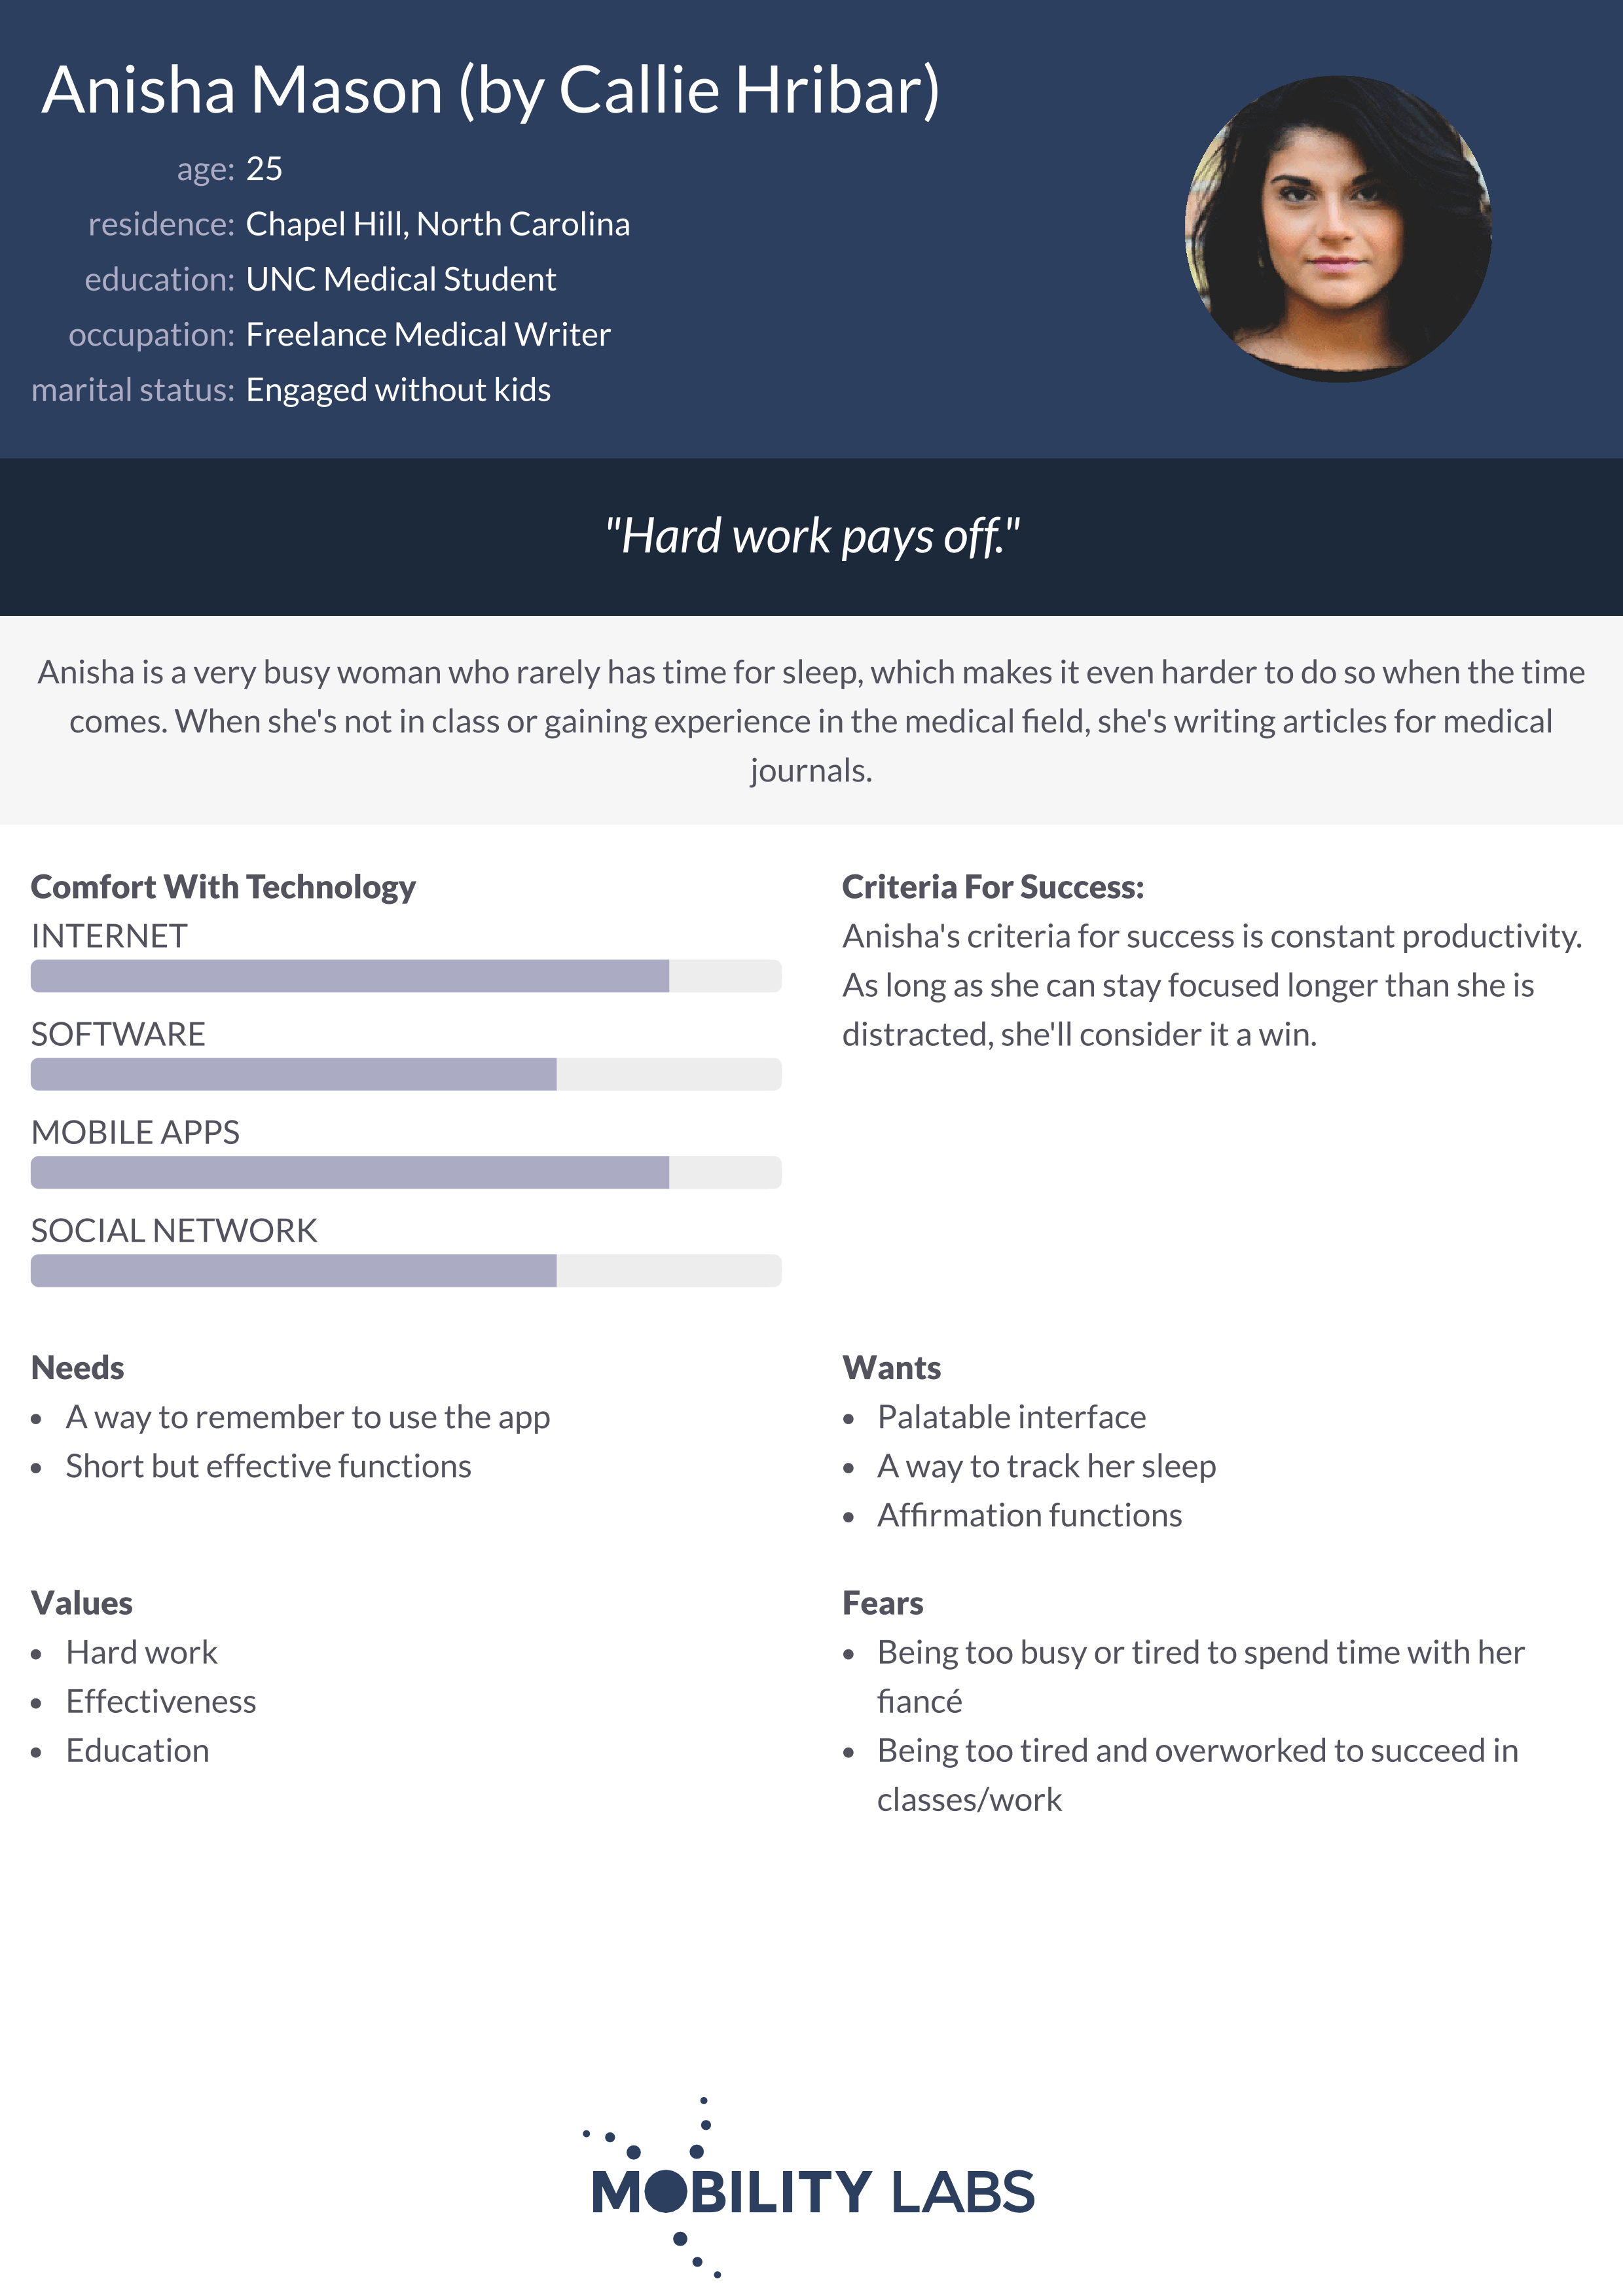 Anisha Mason (by Callie Hribar)
age: 25
residence: Chapel Hill, North Carolina
education: UNC Medical Student
occupation: Freelance Medical Writer
marital status: Engaged without kids
"Hard work pays off."
Anisha is a very busy woman who rarely has time for sleep, which makes it even harder to do so when the time
comes. When she's not in class or gaining experience in the medical field, she's writing articles for medical
journals.
Comfort With Technology
INTERNET
SOFTWARE
MOBILE APPS
SOCIAL NETWORK
Criteria For Success:
Anisha's criteria for success is constant productivity.
As long as she can stay focused longer than she is
distracted, she'll consider it a win.
Needs
• A way to remember to use the app
• Short but effective functions
Wants
• Palatable interface
• A way to track her sleep
• Affirmation functions
Values
• Hard work
• Effectiveness
• Education
Fears
• Being too busy or tired to spend time with her
fiancé
• Being too tired and overworked to succeed in
classes/work
MOBILITY LABS